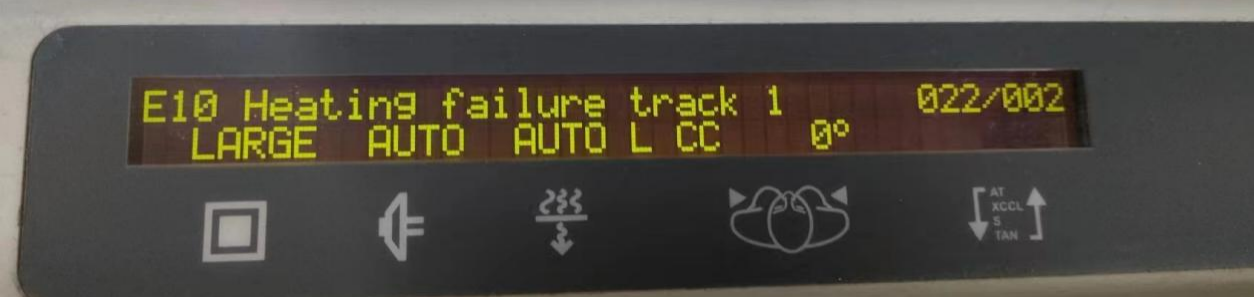 E10 Heating failure track 1 022/002
LARGE AUTO AUTO L CC 0°
AT
XCCL
S
TAN